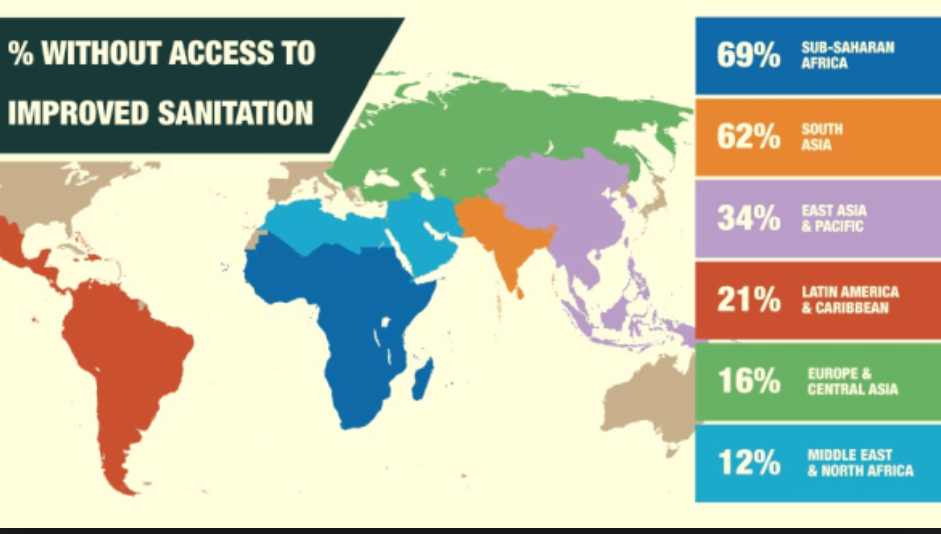 % WITHOUT ACCESS TO
IMPROVED SANITATION
69% SUB-SAHARAN
AFRICA
62% SOUTH
ASIA
34% EAST ASIA
& PACIFIC
21% LATIN AMERICA
& CARIBBEAN
16% EUROPE &
CENTRAL ASIA
12% MIDDLE EAST
& NORTH AFRICA